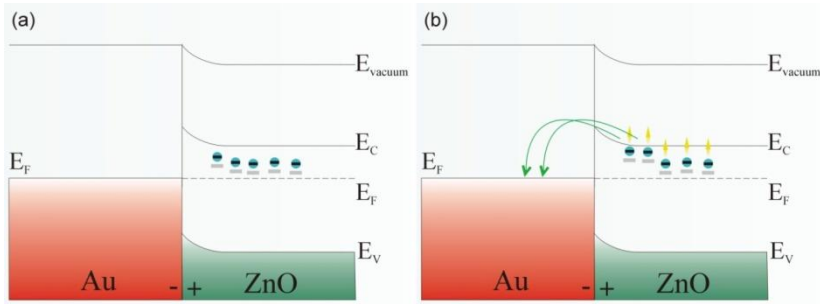 (a)
E_vacuum
E_C
E_F
E_F
E_V
Au - + ZnO
(b)
E_vacuum
E_C
E_F
E_F
E_V
Au - + ZnO